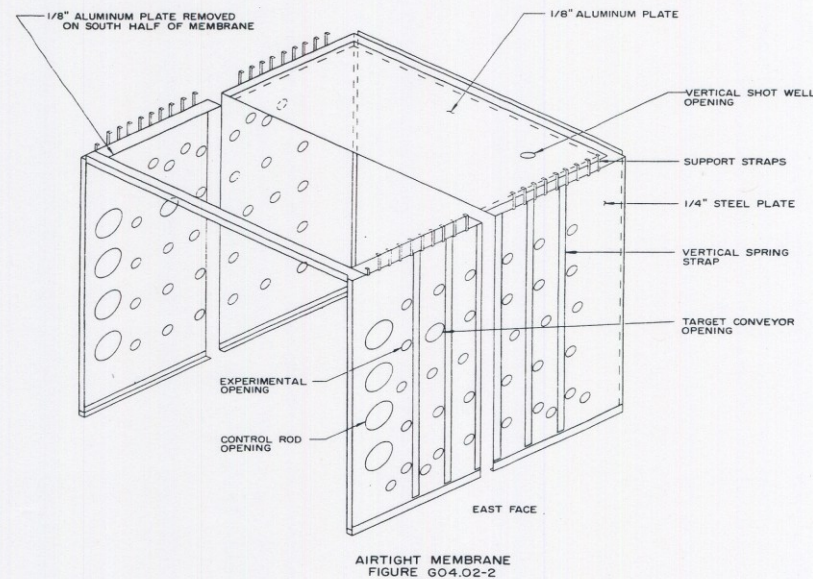 1/8" ALUMINUM PLATE REMOVED
ON SOUTH HALF OF MEMBRANE
1/8" ALUMINUM PLATE
VERTICAL SHOT WELL
OPENING
SUPPORT STRAPS
1/4" STEEL PLATE
VERTICAL SPRING
STRAP
TARGET CONVEYOR
OPENING
EXPERIMENTAL
OPENING
CONTROL ROD
OPENING
EAST FACE
AIRTIGHT MEMBRANE
FIGURE G04.02-2